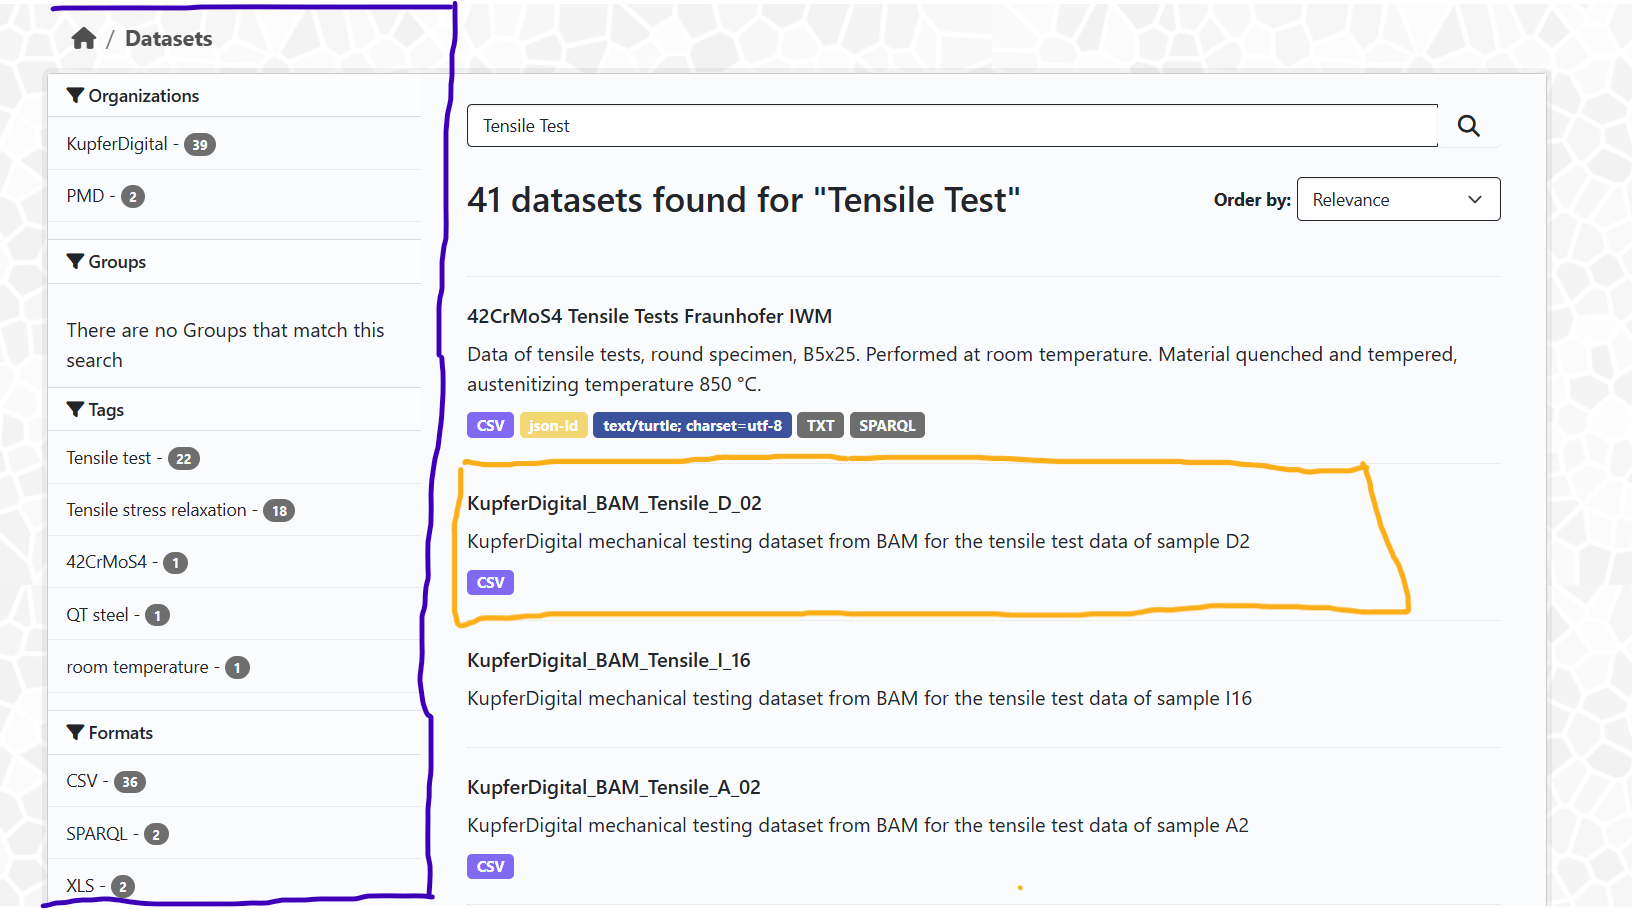 / Datasets
Organizations
KupferDigital - 39
PMD - 2
Groups
There are no Groups that match this
search
Tags
Tensile test - 22
Tensile stress relaxation - 18
42CrMoS4 - 1
QT steel - 1
room temperature - 1
Formats
CSV - 36
SPARQL - 2
XLS - 2
Tensile Test
41 datasets found for "Tensile Test"
Order by: Relevance
42CrMoS4 Tensile Tests Fraunhofer IWM
Data of tensile tests, round specimen, B5x25. Performed at room temperature. Material quenched and tempered,
austenitizing temperature 850 °C.
CSV json-ld text/turtle; charset=utf-8 TXT SPARQL
KupferDigital_BAM_Tensile_D_02
KupferDigital mechanical testing dataset from BAM for the tensile test data of sample D2
CSV
KupferDigital_BAM_Tensile_I_16
KupferDigital mechanical testing dataset from BAM for the tensile test data of sample I16
KupferDigital_BAM_Tensile_A_02
KupferDigital mechanical testing dataset from BAM for the tensile test data of sample A2
CSV